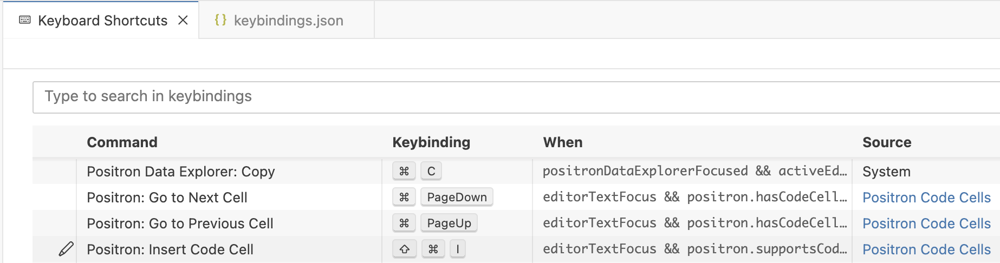 Keyboard Shortcuts
keybindings.json
Type to search in keybindings
Command Keybinding When Source
Positron Data Explorer: Copy ⌘ C positronDataExplorerFocused && activeEd… System
Positron: Go to Next Cell ⌘ PageDown editorTextFocus && positron.hasCodeCell… Positron Code Cells
Positron: Go to Previous Cell ⌘ PageUp editorTextFocus && positron.hasCodeCell… Positron Code Cells
Positron: Insert Code Cell ⇧ ⌘ I editorTextFocus && positron.supportsCod… Positron Code Cells